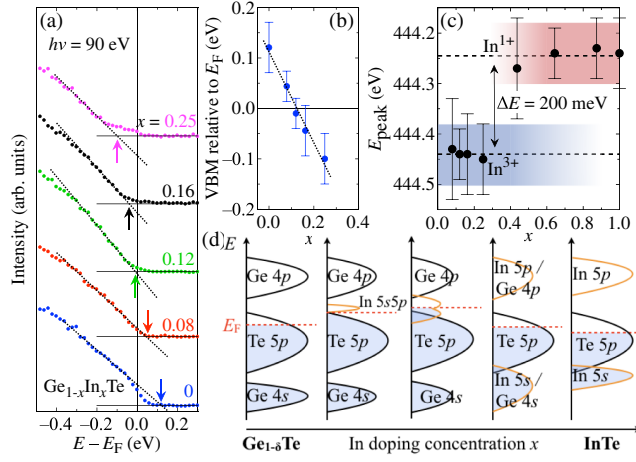 (a)
hν = 90 eV
x = 0.25
0.16
0.12
0.08
0
Ge1-xInxTe
Intensity (arb. units)
−0.4 −0.2 0.0 0.2
E − EF (eV)
(b)
VBM relative to EF (eV)
0.2
0.1
0.0
−0.1
−0.2
0.0 0.2 0.4
x
(c)
Epeak (eV)
444.2
444.3
444.4
444.5
In1+
ΔE = 200 meV
In3+
0.0 0.2 0.4 0.6 0.8 1.0
x
(d)
E
EF
Ge 4p
Te 5p
Ge 4s
Ge 4p
In 5s5p
Te 5p
Ge 4s
Ge 4p
Te 5p
Ge 4s
In 5p /
Ge 4p
Te 5p
In 5s /
Ge 4s
In 5p
Te 5p
In 5s
Ge1-δTe In doping concentration x InTe